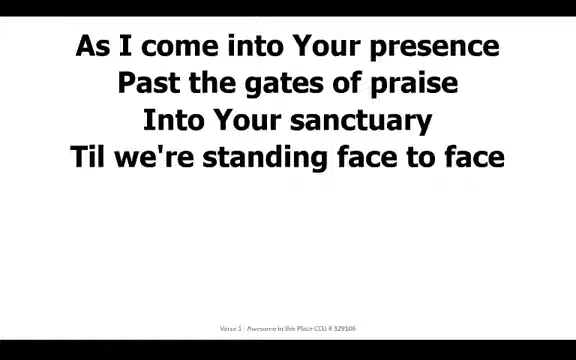 As I come into Your presence
Past the gates of praise
Into Your sanctuary
Til we're standing face to face
Verse 1 - Awesome in this Place CCLI # 329106